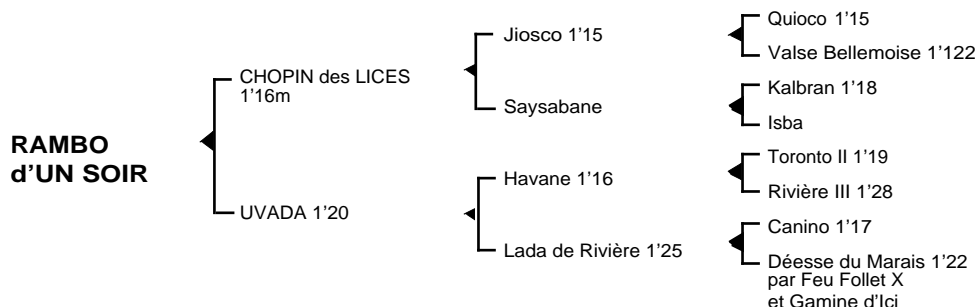 RAMBO
d'UN SOIR
CHOPIN des LICES
1'16m
UVADA 1'20
Jiosco 1'15
Saysabane
Havane 1'16
Lada de Rivière 1'25
Quioco 1'15
Valse Bellemoise 1'122
Kalbran 1'18
Isba
Toronto II 1'19
Rivière III 1'28
Canino 1'17
Déesse du Marais 1'22
par Feu Follet X
et Gamine d'Ici